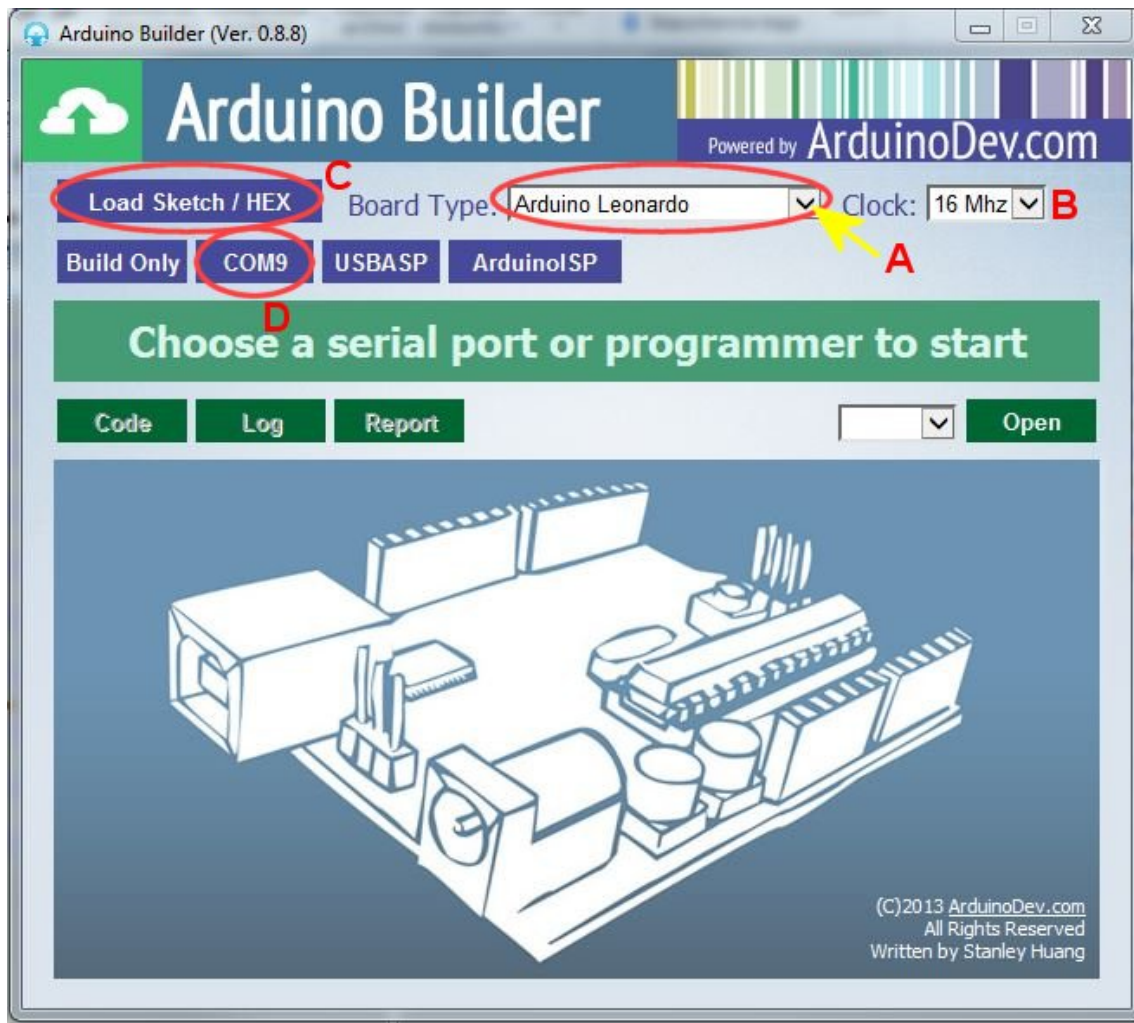 Arduino Builder (Ver. 0.8.8)
Arduino Builder
Powered by ArduinoDev.com
Load Sketch / HEX C Board Type: Arduino Leonardo Clock: 16 Mhz B
Build Only COM9 USBASP ArduinoISP A
D
Choose a serial port or programmer to start
Code Log Report Open
(C)2013 ArduinoDev.com
All Rights Reserved
Written by Stanley Huang